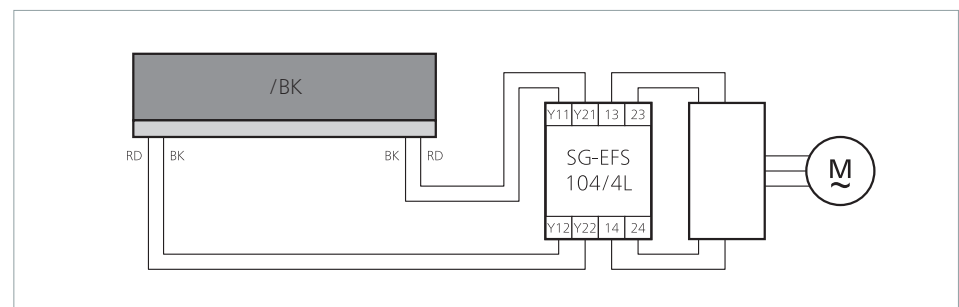 /BK
RD BK BK RD
Y11 Y21 13 23
SG-EFS
104/4L
Y12 Y22 14 24
M
~